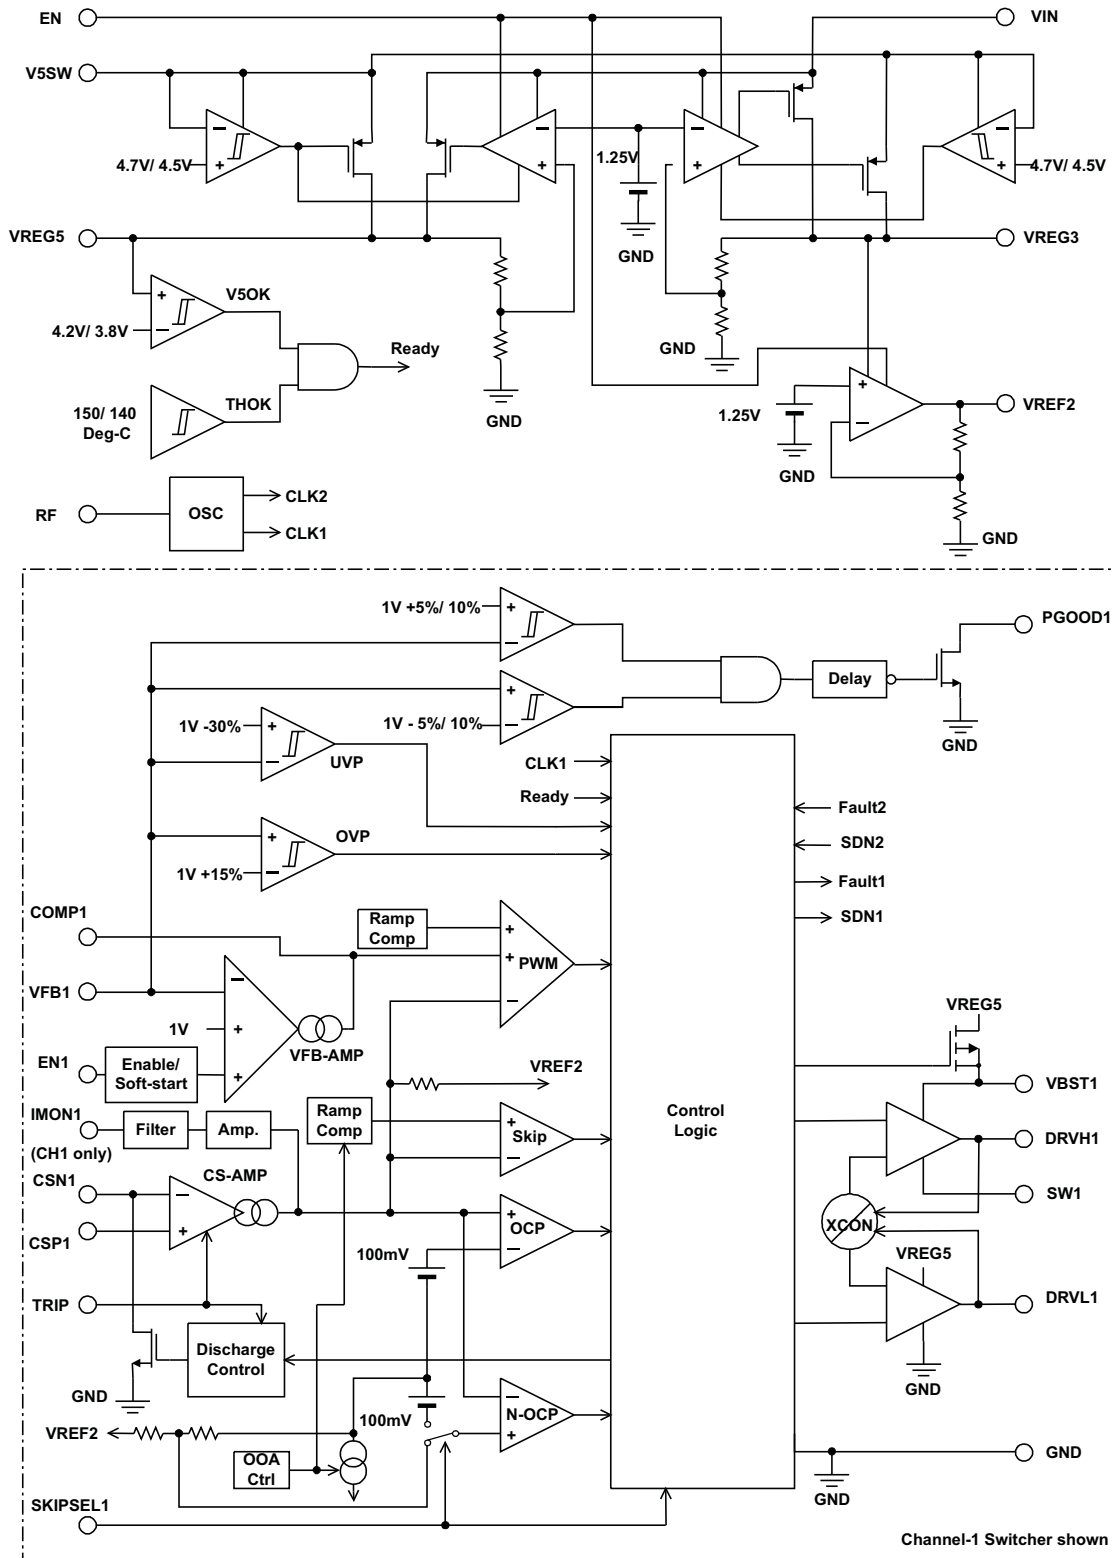 EN
VIN
V5SW
4.7V/ 4.5V
1.25V
4.7V/ 4.5V
GND
VREG5
VREG3
V5OK
4.2V/ 3.8V
Ready
GND
GND
THOK
150/ 140
Deg-C
1.25V
VREF2
GND
RF
OSC
CLK2
CLK1
GND
1V +5%/ 10%
PGOOD1
Delay
1V - 5%/ 10%
GND
1V -30%
UVP
CLK1
Ready
OVP
1V +15%
Fault2
SDN2
Fault1
SDN1
COMP1
Ramp
Comp
PWM
VFB1
1V
VFB-AMP
EN1
Enable/
Soft-start
VREF2
VREG5
VBST1
IMON1
(CH1 only)
Filter
Amp.
Ramp
Comp
Skip
Control
Logic
DRVH1
CS-AMP
CSN1
SW1
CSP1
OCP
XCON
100mV
VREG5
TRIP
DRVL1
Discharge
Control
GND
GND
100mV
N-OCP
VREF2
OOA
Ctrl
GND
GND
SKIPSEL1
Channel-1 Switcher shown